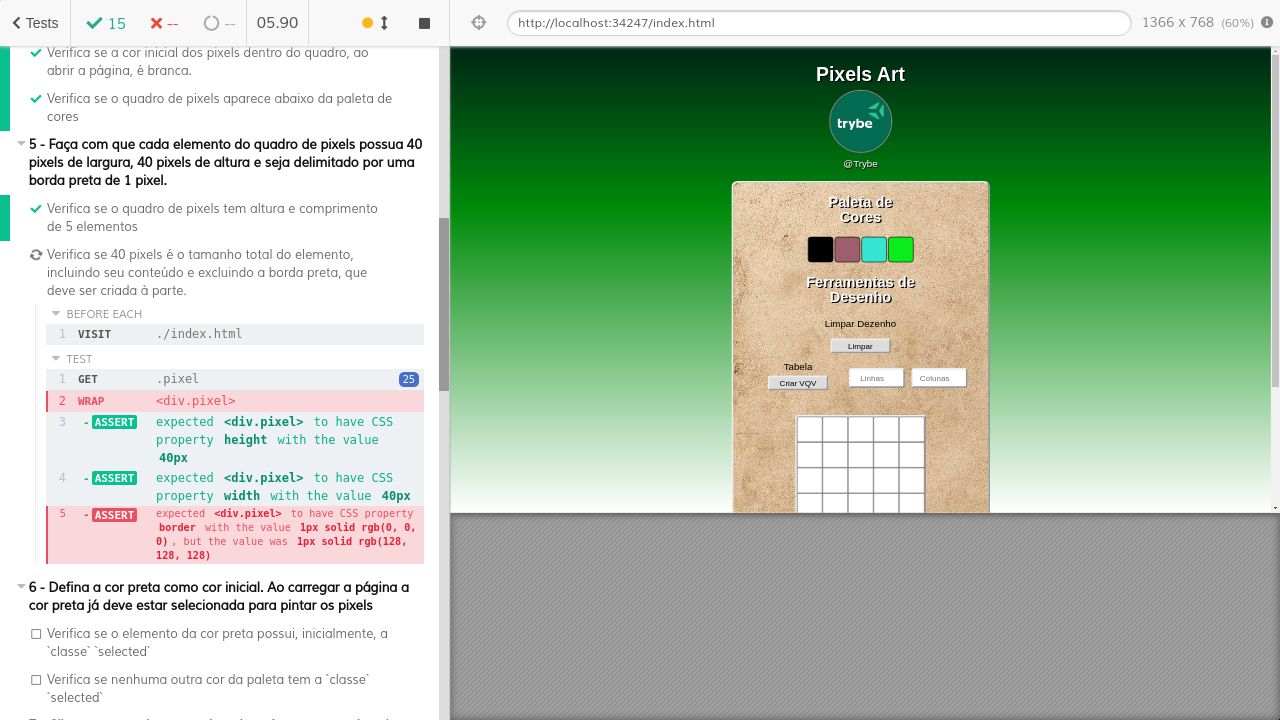 Tests
15
--
--
05.90
http://localhost:34247/index.html
1366 x 768 (60%)
Verifica se a cor inicial dos pixels dentro do quadro, ao
abrir a página, é branca.
Verifica se o quadro de pixels aparece abaixo da paleta de
cores
5 - Faça com que cada elemento do quadro de pixels possua 40
pixels de largura, 40 pixels de altura e seja delimitado por uma
borda preta de 1 pixel.
Verifica se o quadro de pixels tem altura e comprimento
de 5 elementos
Verifica se 40 pixels é o tamanho total do elemento,
incluindo seu conteúdo e excluindo a borda preta, que
deve ser criada à parte.
BEFORE EACH
1 VISIT ./index.html
TEST
1 GET .pixel 25
2 WRAP <div.pixel>
3 -ASSERT expected <div.pixel> to have CSS
property height with the value
40px
4 -ASSERT expected <div.pixel> to have CSS
property width with the value 40px
5 -ASSERT expected <div.pixel> to have CSS property
border with the value 1px solid rgb(0, 0,
0), but the value was 1px solid rgb(128,
128, 128)
6 - Defina a cor preta como cor inicial. Ao carregar a página a
cor preta já deve estar selecionada para pintar os pixels
Verifica se o elemento da cor preta possui, inicialmente, a
`classe` `selected`
Verifica se nenhuma outra cor da paleta tem a `classe`
`selected`
Pixels Art
trybe
@Trybe
Paleta de
Cores
Ferramentas de
Desenho
Limpar Dezenho
Limpar
Tabela
Criar VQV
Linhas
Colunas